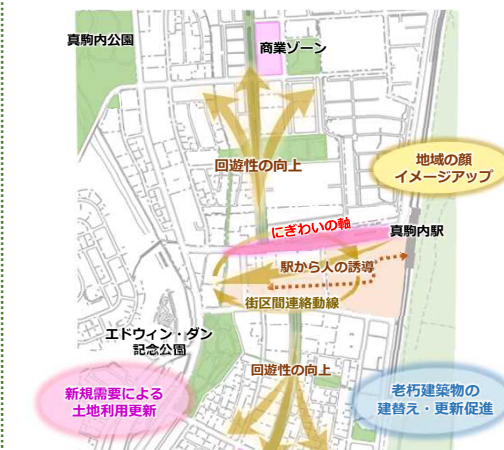 真駒内公園
商業ゾーン
回遊性の向上
地域の顔
イメージアップ
にぎわいの軸
真駒内駅
駅から人の誘導
街区間連絡動線
エドウィン・ダン
記念公園
回遊性の向上
新規需要による
土地利用更新
老朽建築物の
建替え・更新促進